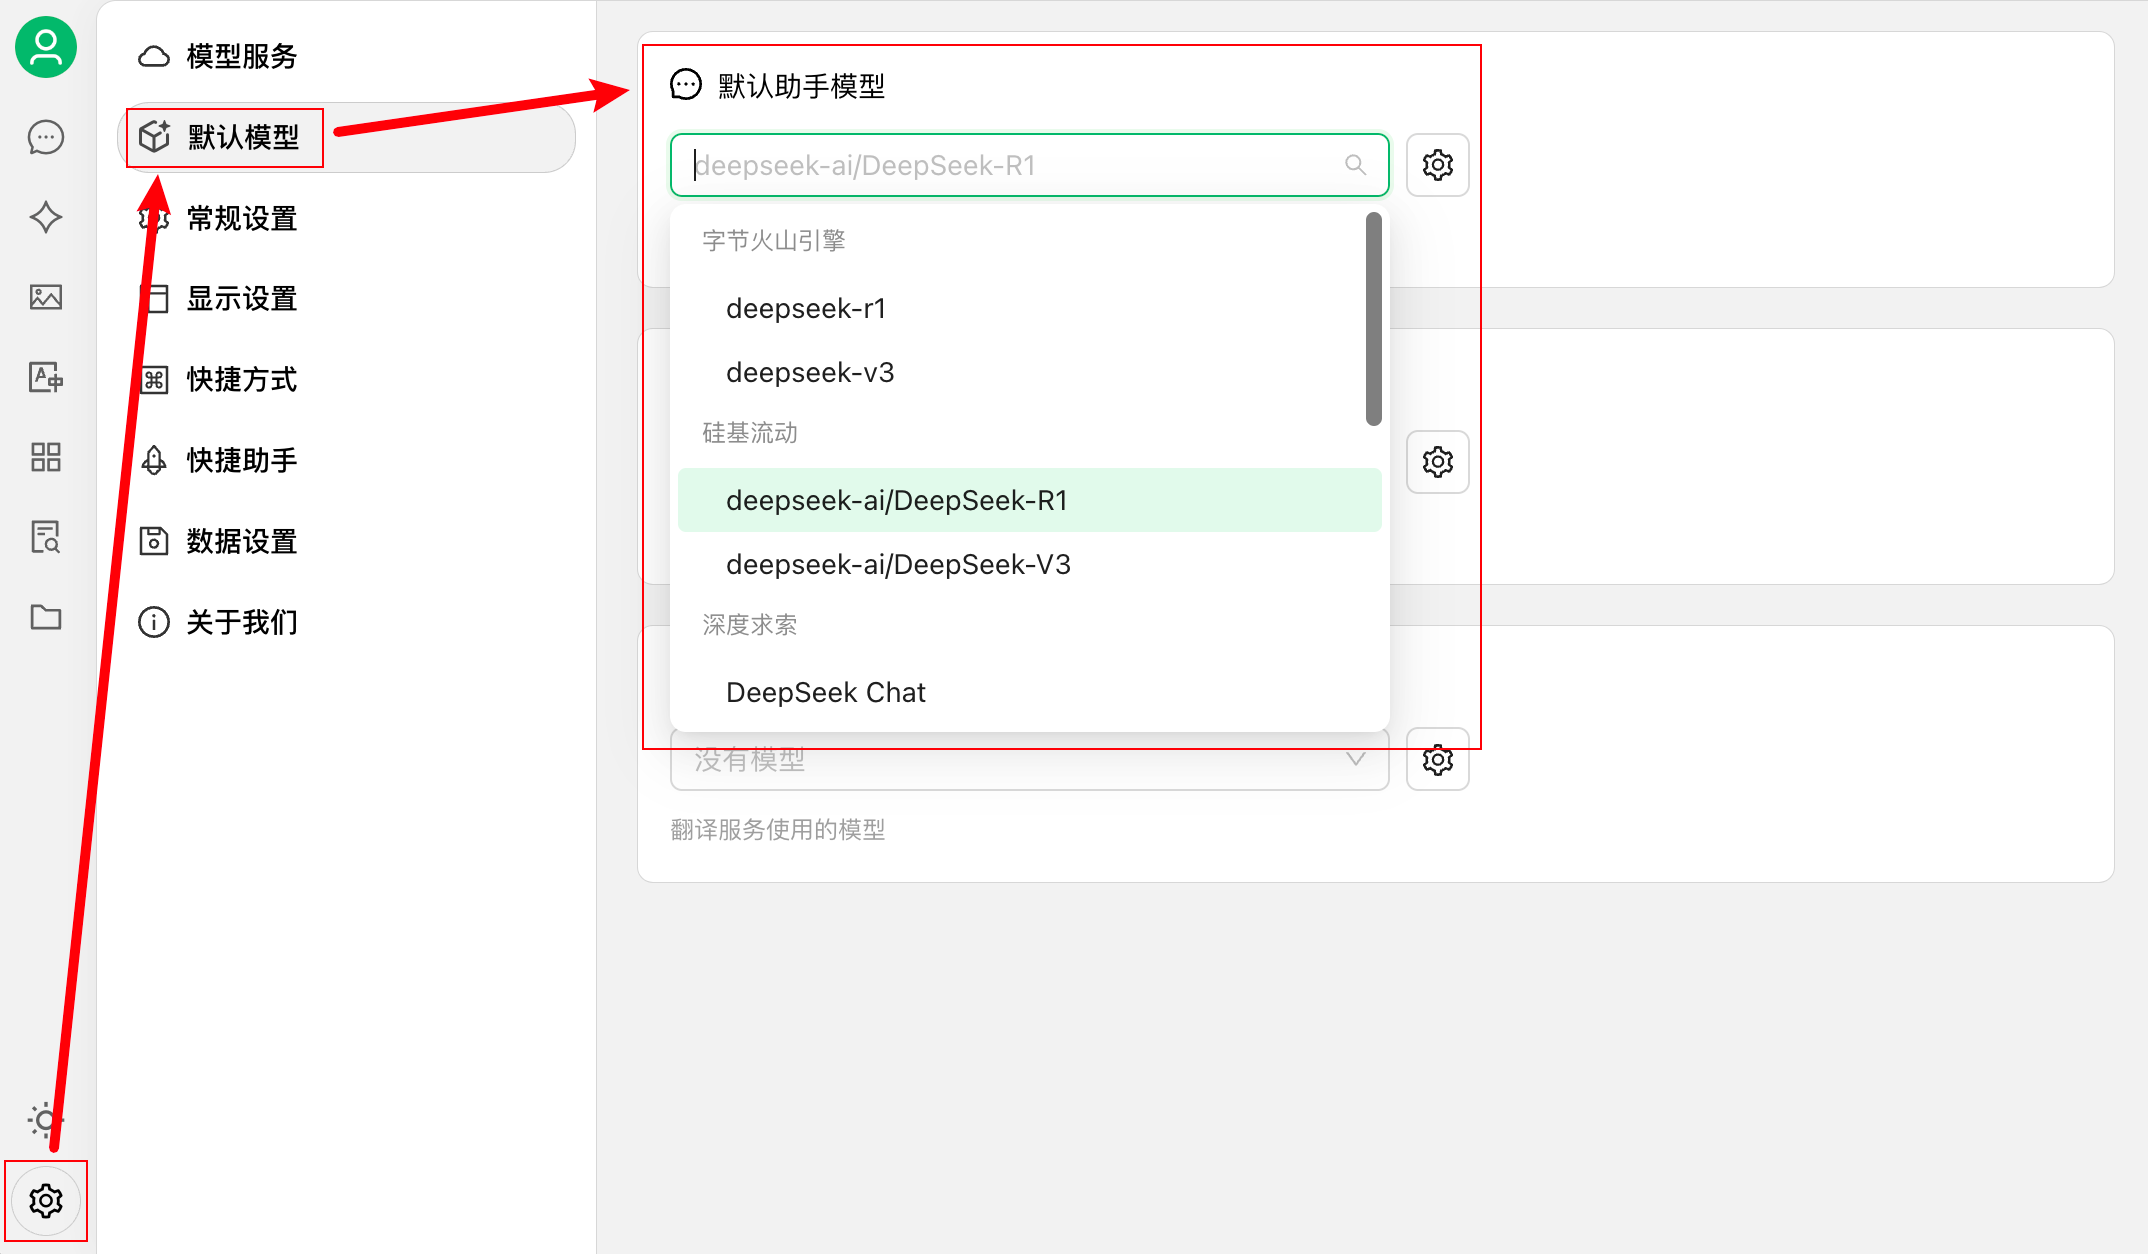 模型服务
默认模型
常规设置
显示设置
快捷方式
快捷助手
数据设置
关于我们
默认助手模型
deepseek-ai/DeepSeek-R1
字节火山引擎
deepseek-r1
deepseek-v3
硅基流动
deepseek-ai/DeepSeek-R1
deepseek-ai/DeepSeek-V3
深度求索
DeepSeek Chat
没有模型
翻译服务使用的模型